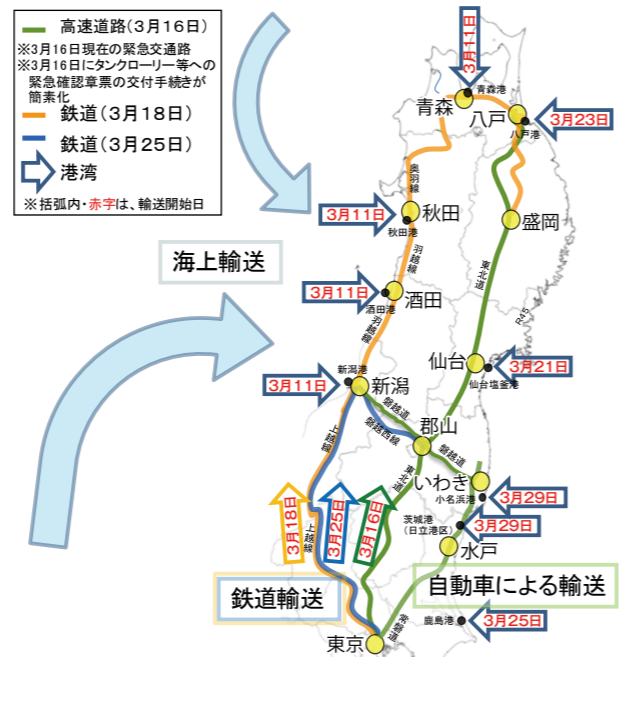 高速道路(3月16日)
※3月16日現在の緊急交通路
※3月16日にタンクローリー等への
緊急確認章票の交付手続きが
簡素化
鉄道(3月18日)
鉄道(3月25日)
港湾
※括弧内・赤字は、輸送開始日
3月11日
青森港
青森
八戸
3月23日
八戸港
奥羽線
3月11日
秋田
秋田港
盛岡
羽越線
海上輸送
東北道
3月11日
酒田
酒田港
羽越線
R45
仙台
3月21日
仙台塩釜港
新潟港
3月11日
新潟
磐越道
郡山
磐越西線
上越線
磐越道
いわき
東北道
小名浜港
3月29日
3月18日
3月25日
3月16日
茨城港
(日立港区)
3月29日
上越線
水戸
鉄道輸送
自動車による輸送
鹿島港
3月25日
常磐道
東京